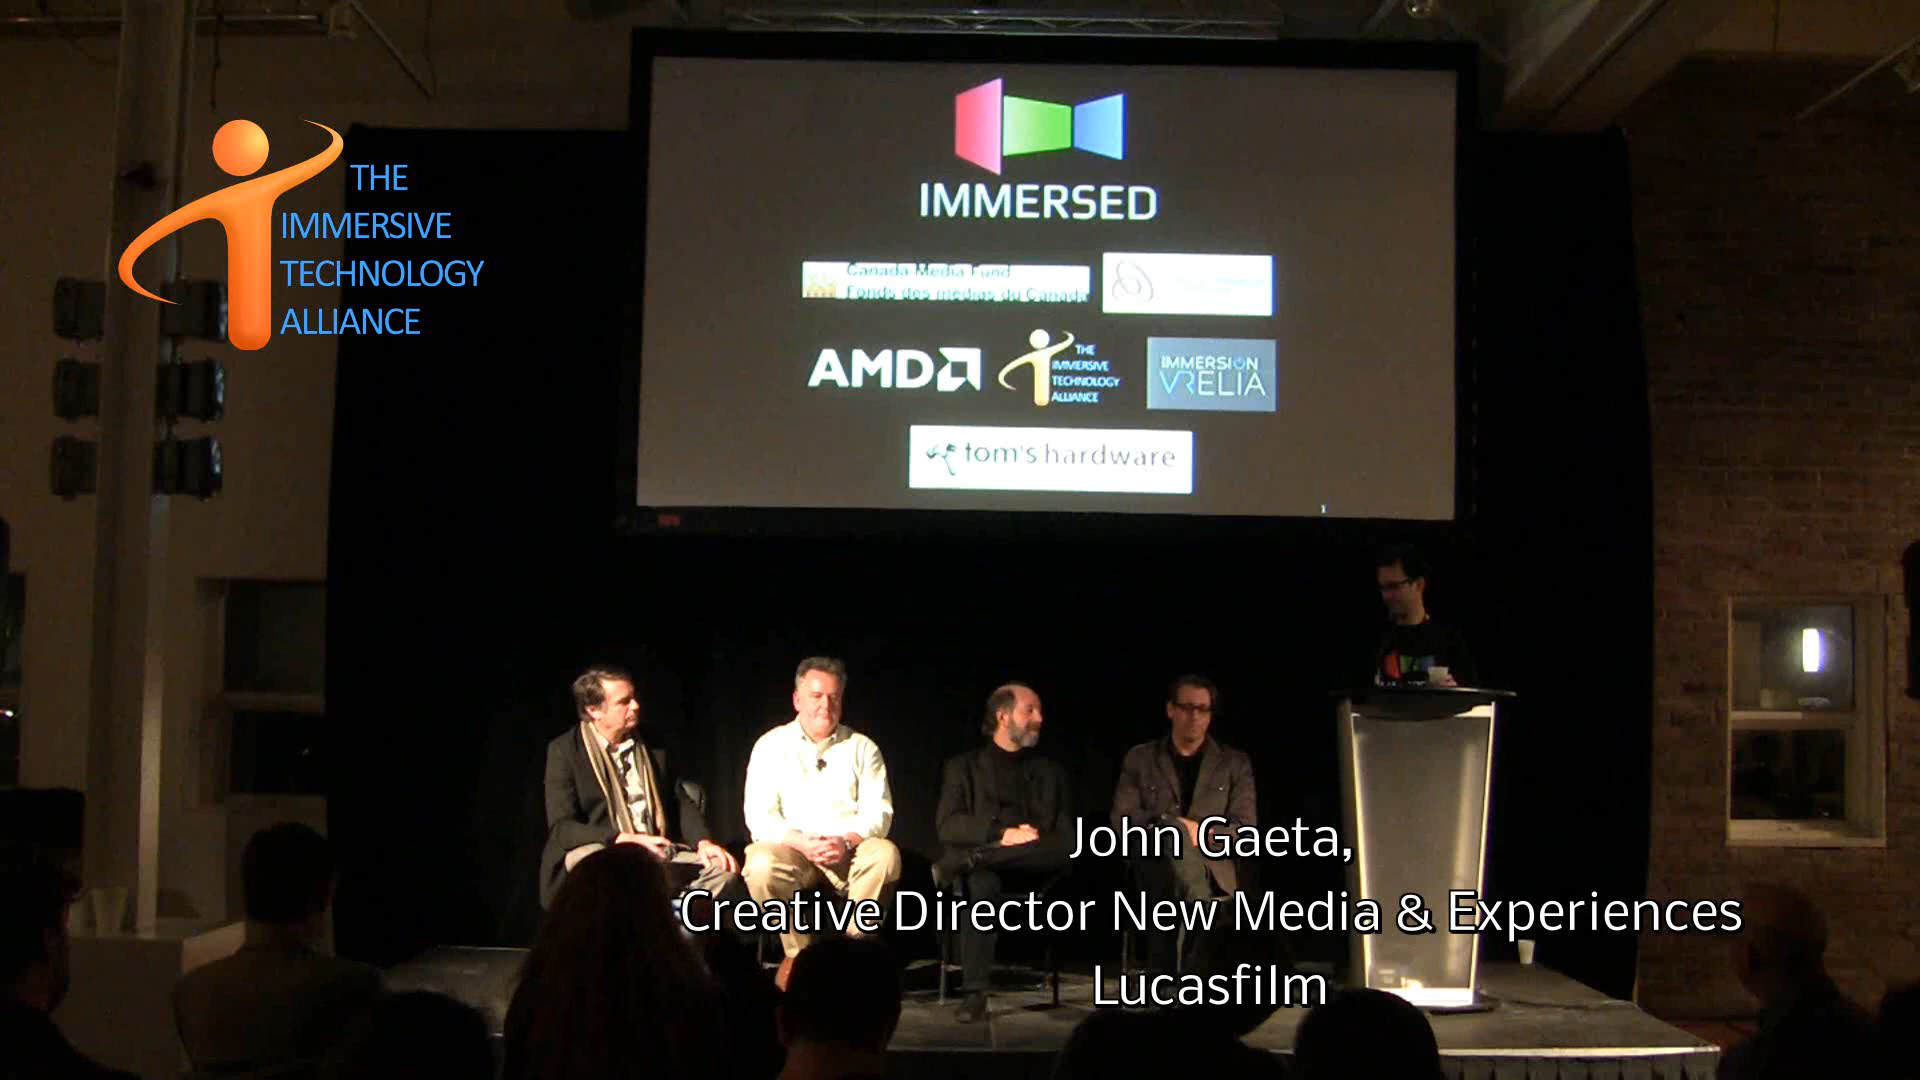 THE
IMMERSIVE
TECHNOLOGY
ALLIANCE
IMMERSED
Canada Media Fund
Fonds des médias du Canada
AMD
THE
IMMERSIVE
TECHNOLOGY
ALLIANCE
IMMERSION
VRELIA
tom's hardware
1
John Gaeta,
Creative Director New Media & Experiences
Lucasfilm